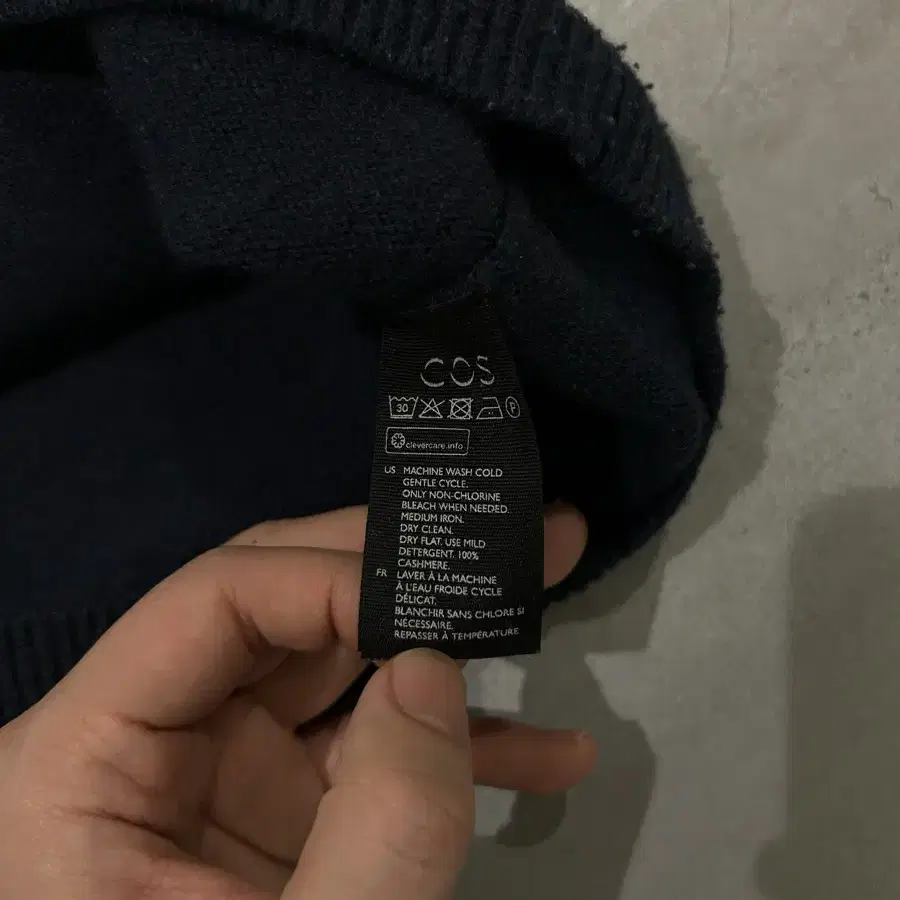 COS
30 P
clevercare.info
US MACHINE WASH COLD
GENTLE CYCLE.
ONLY NON-CHLORINE
BLEACH WHEN NEEDED.
MEDIUM IRON.
DRY CLEAN.
DRY FLAT. USE MILD
DETERGENT. 100%
CASHMERE.
FR LAVER À LA MACHINE
À L'EAU FROIDE CYCLE
DÉLICAT.
BLANCHIR SANS CHLORE SI
NÉCESSAIRE.
REPASSER À TEMPÉRATURE